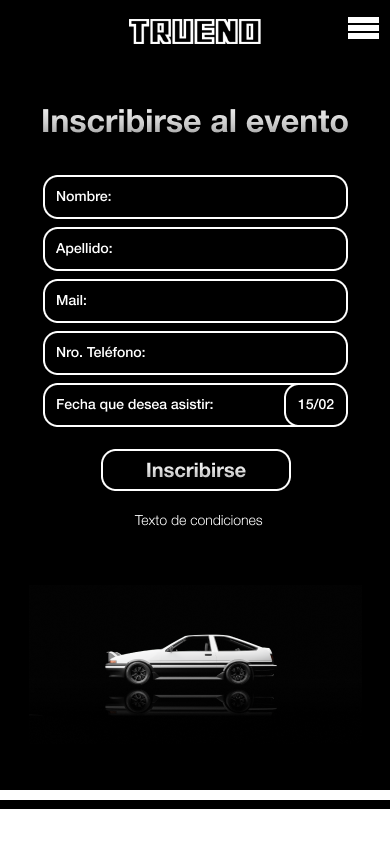 TRUENO
Inscribirse al evento
Nombre:
Apellido:
Mail:
Nro. Teléfono:
Fecha que desea asistir: 15/02
Inscribirse
Texto de condiciones